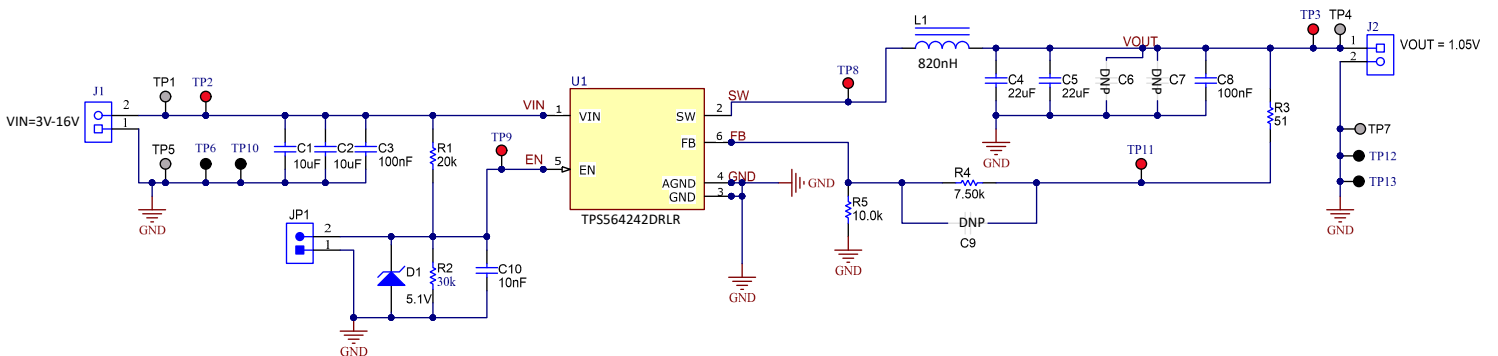 J1
VIN=3V-16V
2
1
TP1
TP2
TP5
TP6
TP10
GND
C1
10uF
C2
10uF
C3
100nF
R1
20k
JP1
2
1
D1
5.1V
R2
30k
C10
10nF
GND
TP9
VIN
EN
U1
1
VIN
5
EN
SW
2
FB
6
AGND
4
GND
3
TPS564242DRLR
SW
FB
GND
GND
GND
TP8
L1
820nH
R5
10.0k
GND
R4
7.50k
DNP
C9
TP11
C4
22uF
C5
22uF
VOUT
DNP
C6
DNP
C7
C8
100nF
GND
R3
51
TP3
TP4
J2
1
2
VOUT = 1.05V
TP7
TP12
TP13
GND